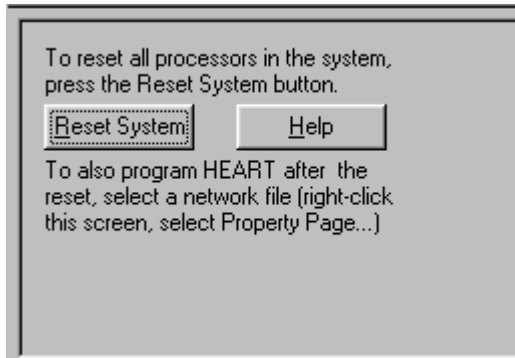 To reset all processors in the system,
press the Reset System button.
Reset System Help
To also program HEART after the
reset, select a network file (right-click
this screen, select Property Page...)